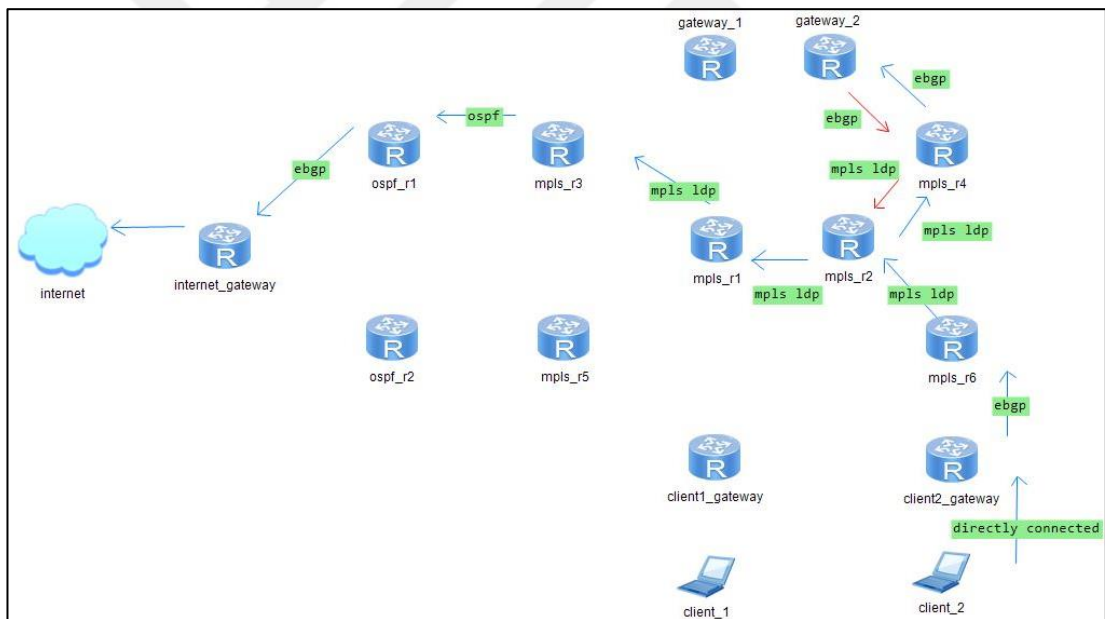 gateway_1
gateway_2
ebgp
ebgp
ospf
ebgp
ospf_r1
mpls_r3
mpls ldp
mpls ldp
mpls_r4
mpls ldp
internet
internet_gateway
mpls_r1
mpls_r2
mpls ldp
mpls ldp
ospf_r2
mpls_r5
mpls_r6
ebgp
client1_gateway
client2_gateway
directly connected
client_1
client_2
R
R
R
R
R
R
R
R
R
R
R
R
R